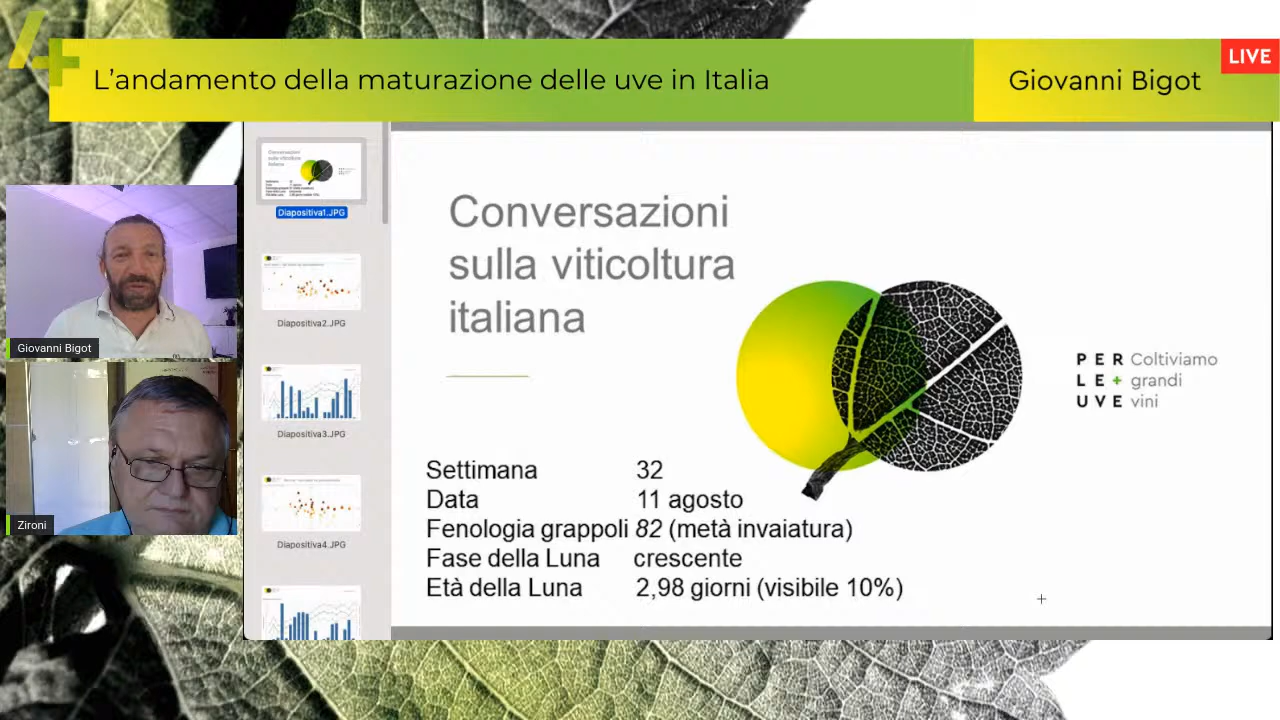 L'andamento della maturazione delle uve in Italia
Giovanni Bigot
LIVE
Giovanni Bigot
Zironi
Diapositiva1.JPG
Diapositiva2.JPG
Diapositiva3.JPG
Diapositiva4.JPG
Conversazioni
sulla viticoltura
italiana
PER Coltiviamo
LE+ grandi
UVE vini
Settimana 32
Data 11 agosto
Fenologia grappoli 82 (metà invaiatura)
Fase della Luna crescente
Età della Luna 2,98 giorni (visibile 10%)